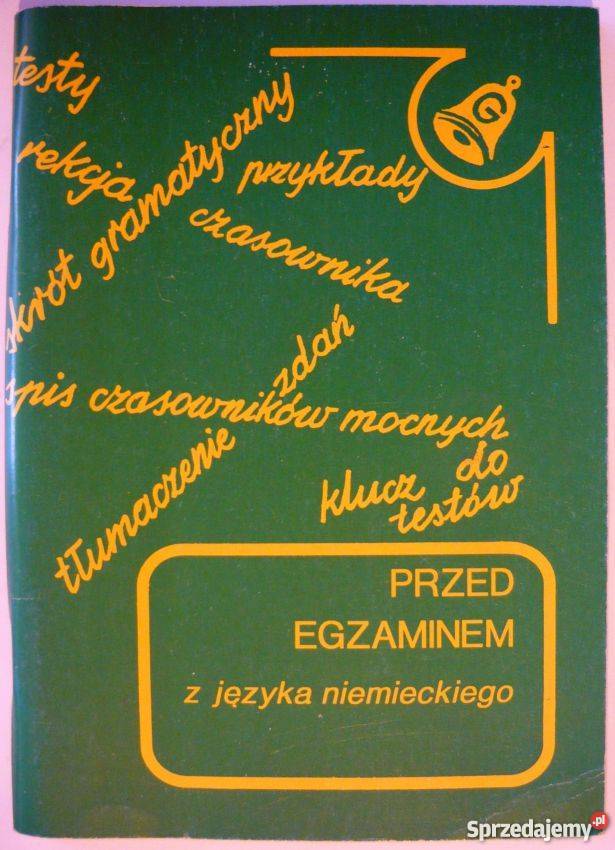 testy
rekcja
czasownika
skrót gramatyczny
przykłady
G
spis czasowników mocnych
tłumaczenie zdań
klucz do
testów
PRZED
EGZAMINEM
z języka niemieckiego
Sprzedajemy.pl